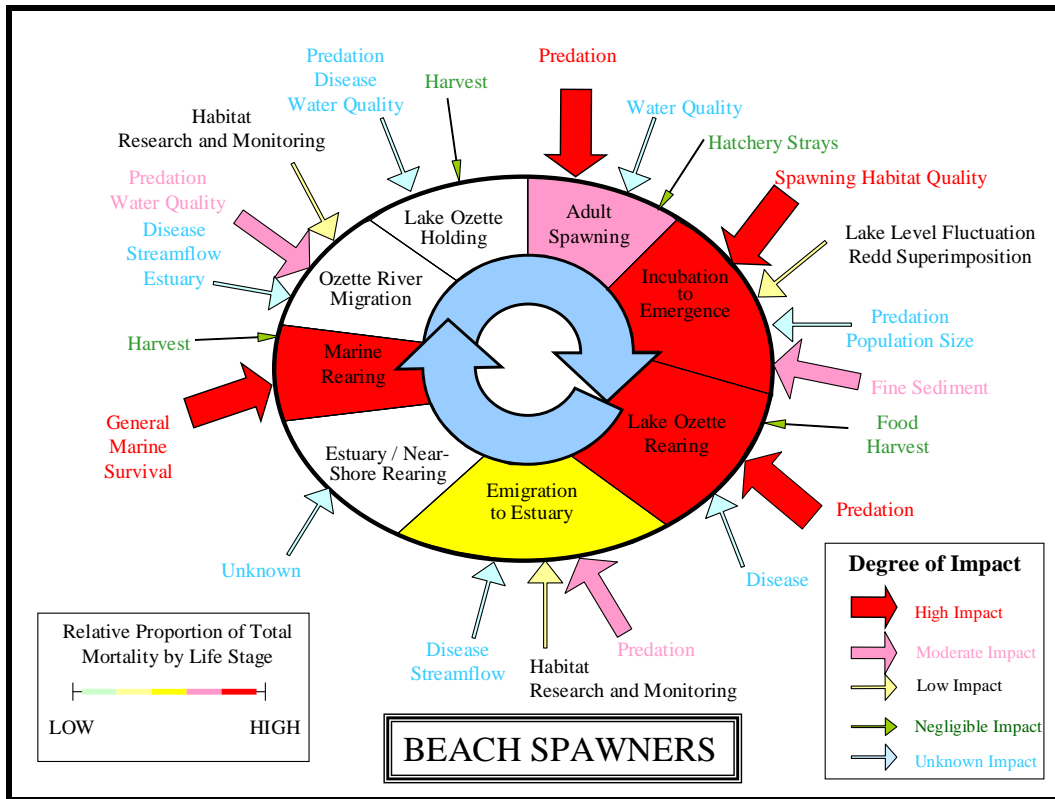 Predation
Disease
Water Quality
Harvest
Predation
Water Quality
Hatchery Strays
Habitat
Research and Monitoring
Predation
Water Quality
Disease
Streamflow
Estuary
Spawning Habitat Quality
Lake Level Fluctuation
Redd Superimposition
Predation
Population Size
Fine Sediment
Food
Harvest
Predation
Disease
Harvest
General
Marine
Survival
Unknown
Disease
Streamflow
Habitat
Research and Monitoring
Predation
Lake Ozette
Holding
Adult
Spawning
Incubation
to
Emergence
Ozette River
Migration
Marine
Rearing
Lake Ozette
Rearing
Estuary / Near-
Shore Rearing
Emigration
to Estuary
Relative Proportion of Total
Mortality by Life Stage
LOW HIGH
BEACH SPAWNERS
Degree of Impact
High Impact
Moderate Impact
Low Impact
Negligible Impact
Unknown Impact